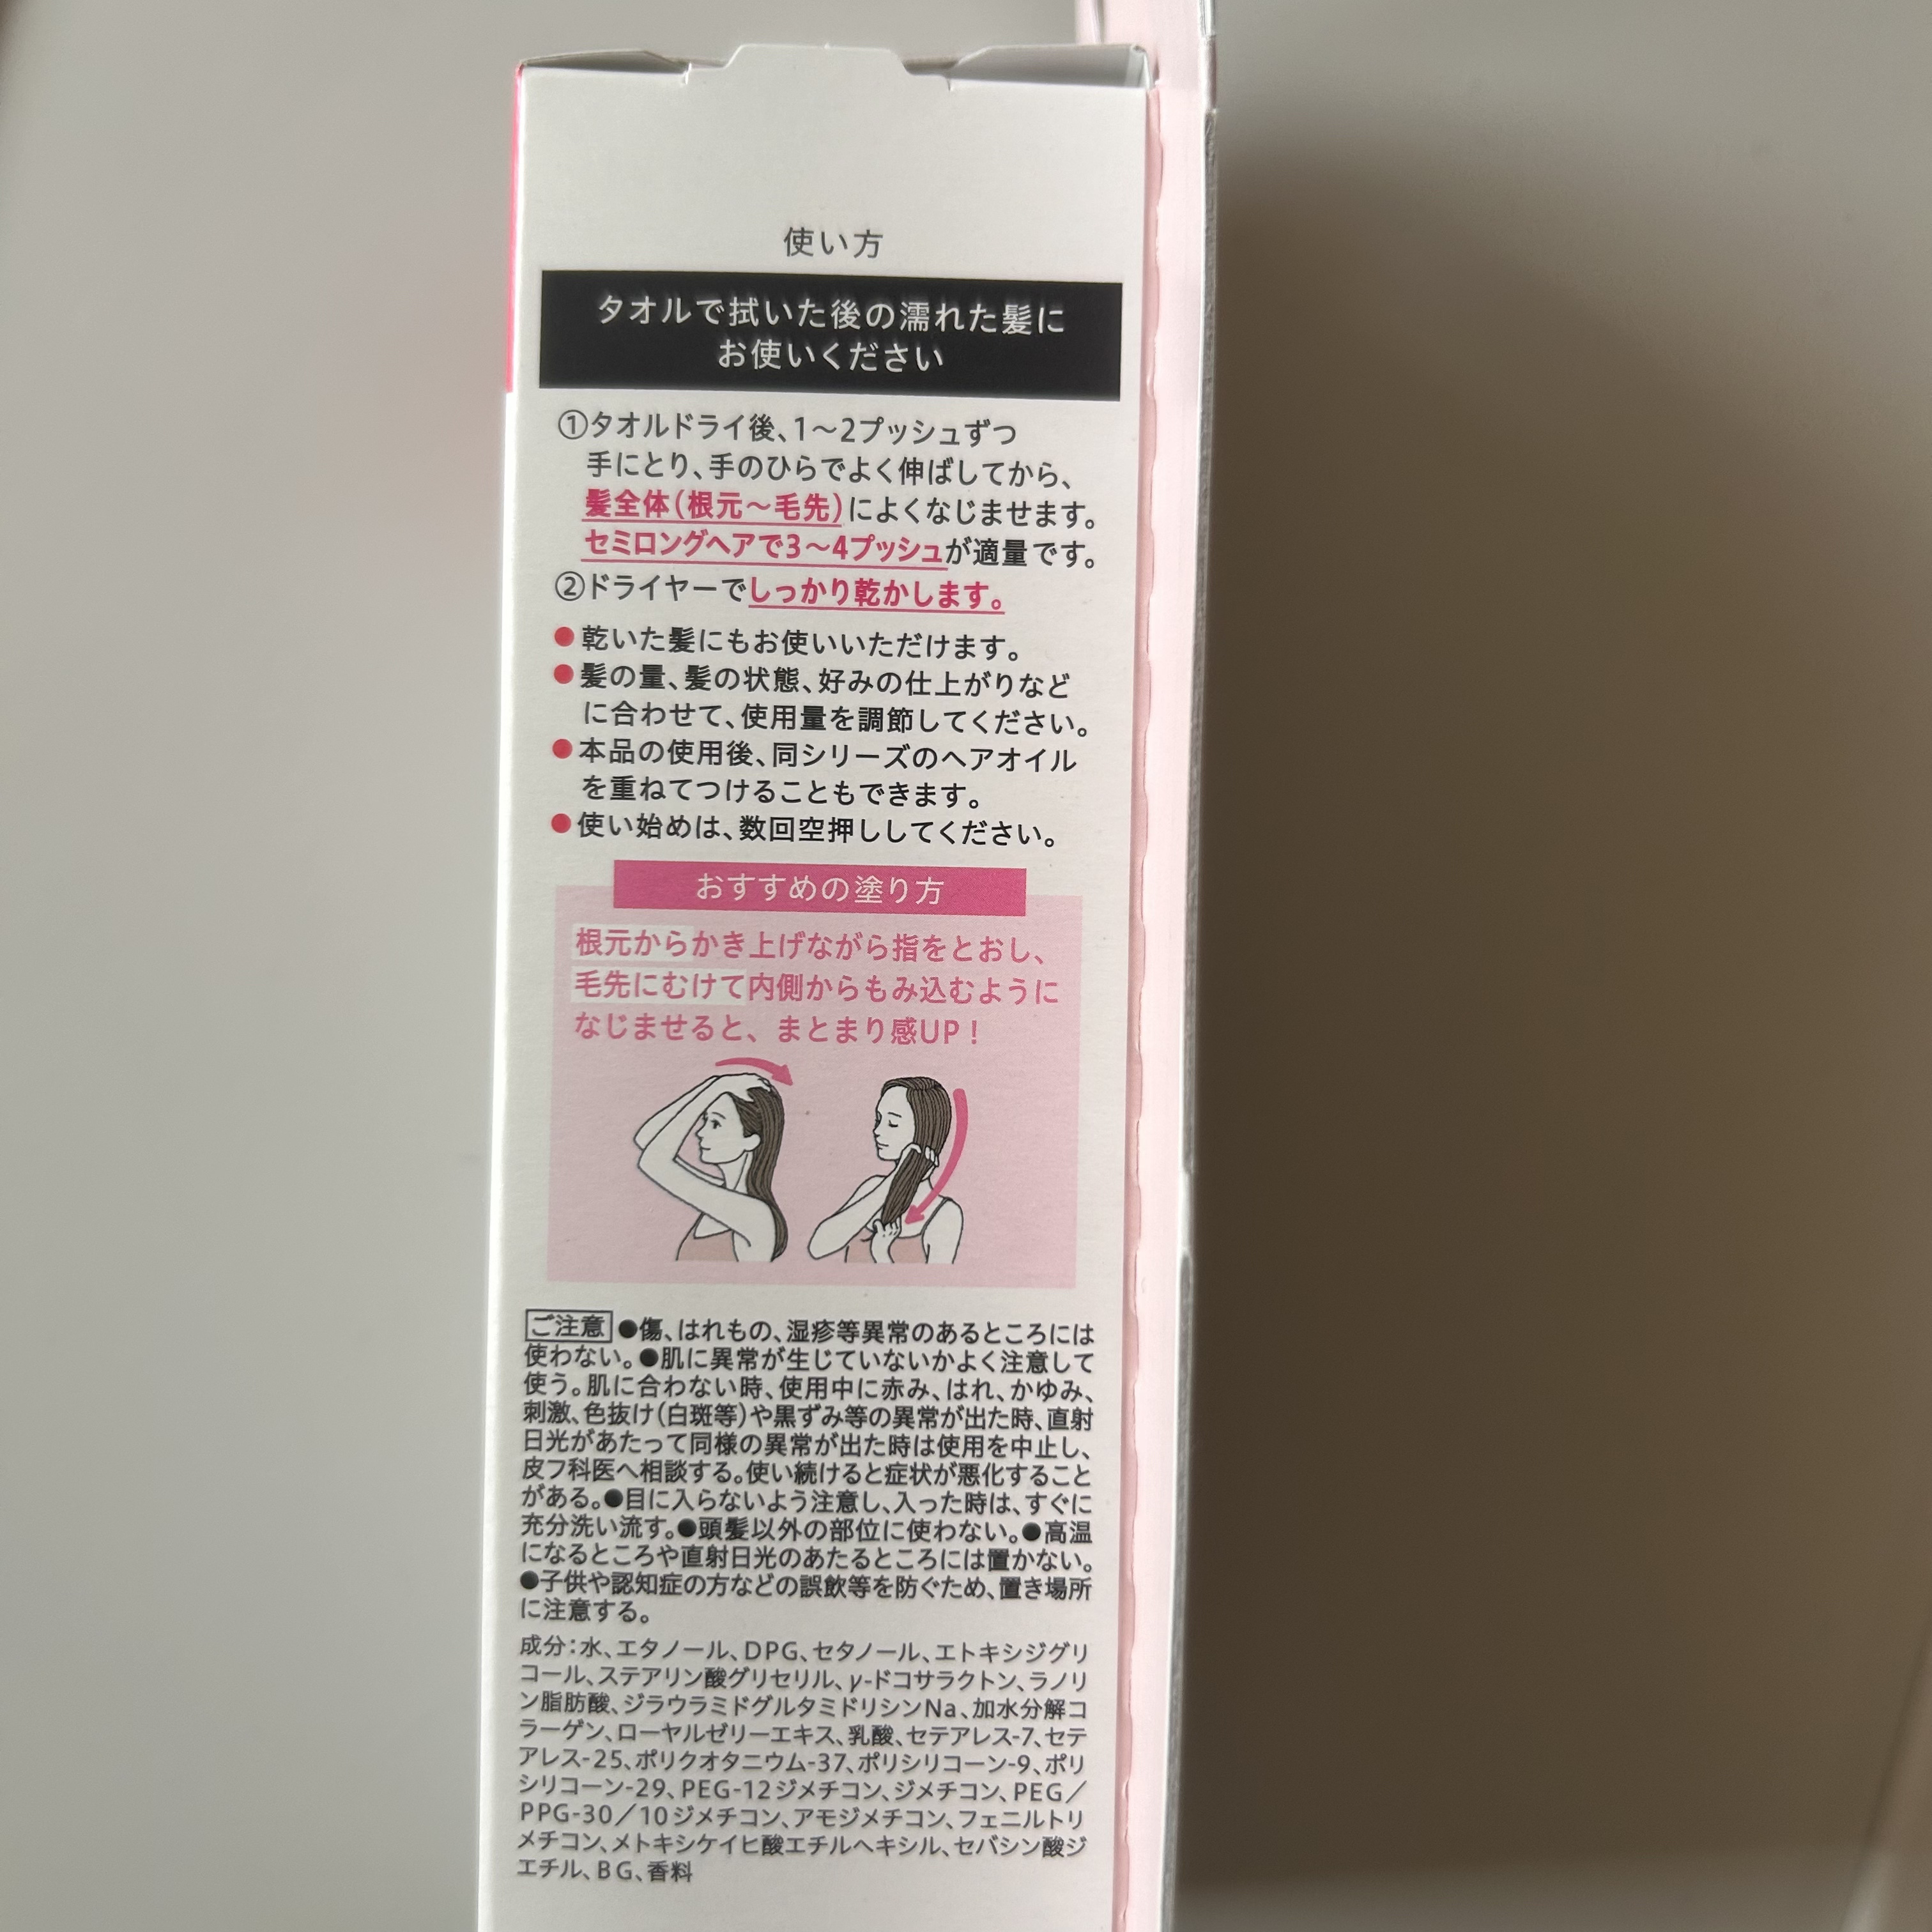 使い方
タオルで拭いた後の濡れた髪に
お使いください
①タオルドライ後、1～2プッシュずつ
手にとり、手のひらでよく伸ばしてから、
髪全体(根元～毛先)によくなじませます。
セミロングヘアで3～4プッシュが適量です。
②ドライヤーでしっかり乾かします。
●乾いた髪にもお使いいただけます。
●髪の量、髪の状態、好みの仕上がりなど
に合わせて、使用量を調節してください。
●本品の使用後、同シリーズのヘアオイル
を重ねてつけることもできます。
●使い始めは、数回空押ししてください。
おすすめの塗り方
根元からかき上げながら指をとおし、
毛先にむけて内側からもみ込むように
なじませると、まとまり感UP！
ご注意 ●傷、はれもの、湿疹等異常のあるところには
使わない。●肌に異常が生じていないかよく注意して
使う。肌に合わない時、使用中に赤み、はれ、かゆみ、
刺激、色抜け(白斑等)や黒ずみ等の異常が出た時、直射
日光があたって同様の異常が出た時は使用を中止し、
皮フ科医へ相談する。使い続けると症状が悪化すること
がある。●目に入らないよう注意し、入った時は、すぐに
充分洗い流す。●頭髪以外の部位に使わない。●高温
になるところや直射日光のあたるところには置かない。
●子供や認知症の方などの誤飲等を防ぐため、置き場所
に注意する。
成分：水、エタノール、DPG、セタノール、エトキシジグリ
コール、ステアリン酸グリセリル、γ-ドコサラクトン、ラノリ
ン脂肪酸、ジラウラミドグルタミドリシンNa、加水分解コ
ラーゲン、ローヤルゼリーエキス、乳酸、セテアレス-7、セテ
アレス-25、ポリクオタニウム-37、ポリシリコーン-9、ポリ
シリコーン-29、PEG-12ジメチコン、ジメチコン、PEG／
PPG-30／10ジメチコン、アモジメチコン、フェニルトリ
メチコン、メトキシケイヒ酸エチルヘキシル、セバシン酸ジ
エチル、BG、香料